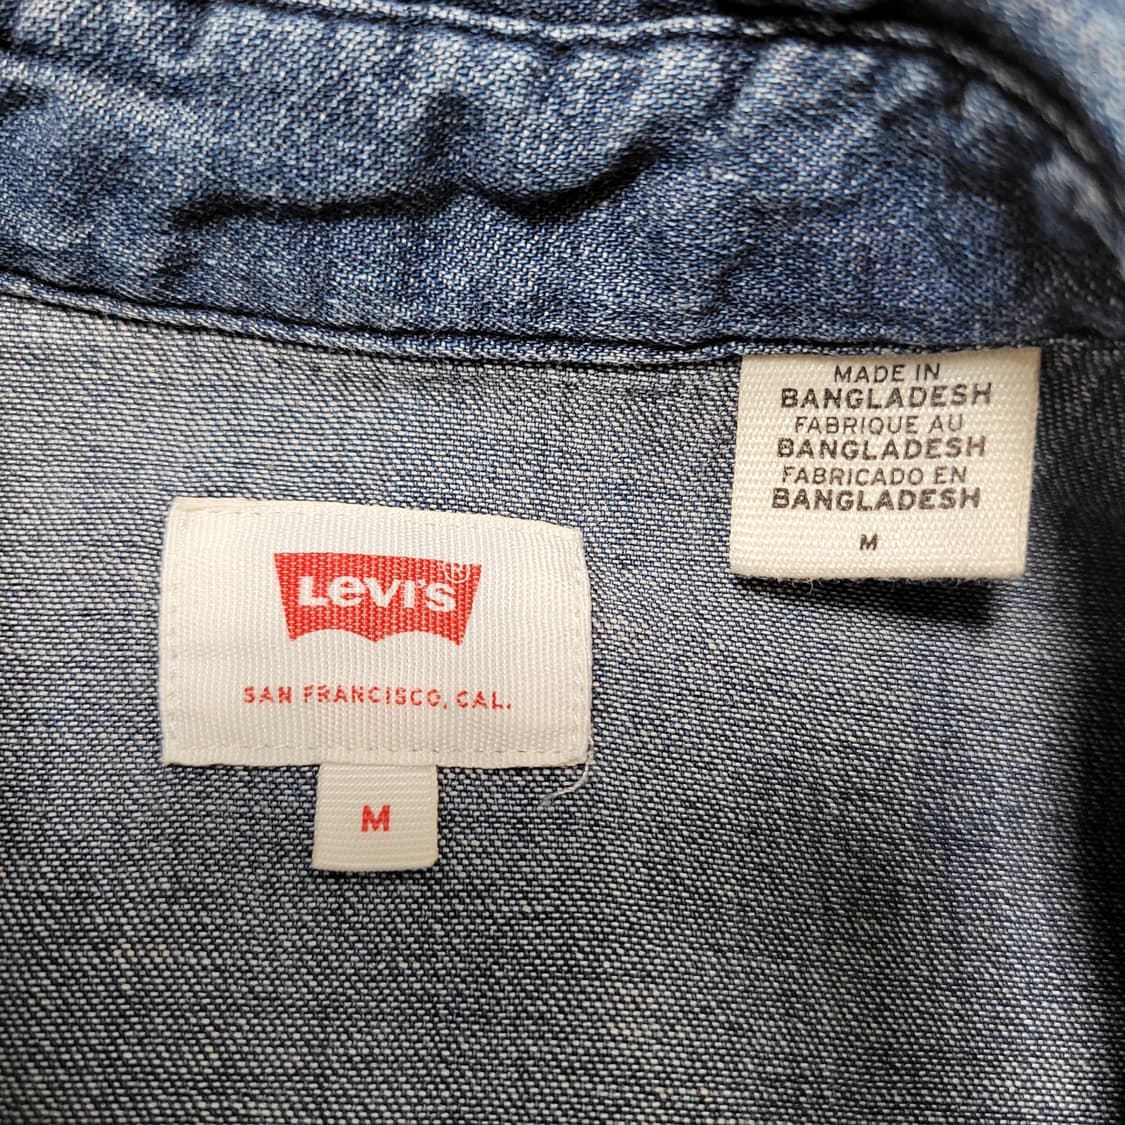 LEVI'S®
SAN FRANCISCO, CAL.
M
MADE IN
BANGLADESH
FABRIQUE AU
BANGLADESH
FABRICADO EN
BANGLADESH
M